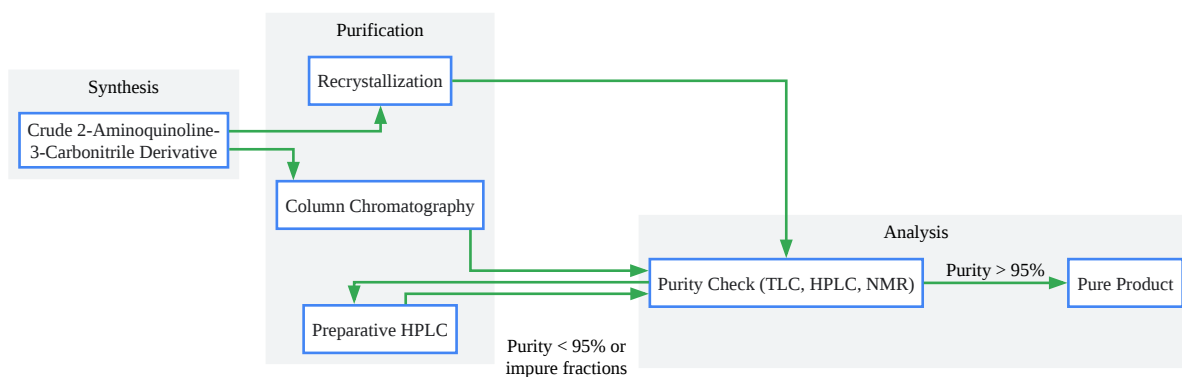 Purification
Recrystallization
Synthesis
Crude 2-Aminoquinoline-
3-Carbonitrile Derivative
Column Chromatography
Analysis
Purity Check (TLC, HPLC, NMR)
Purity > 95%
Pure Product
Preparative HPLC
Purity < 95% or
impure fractions